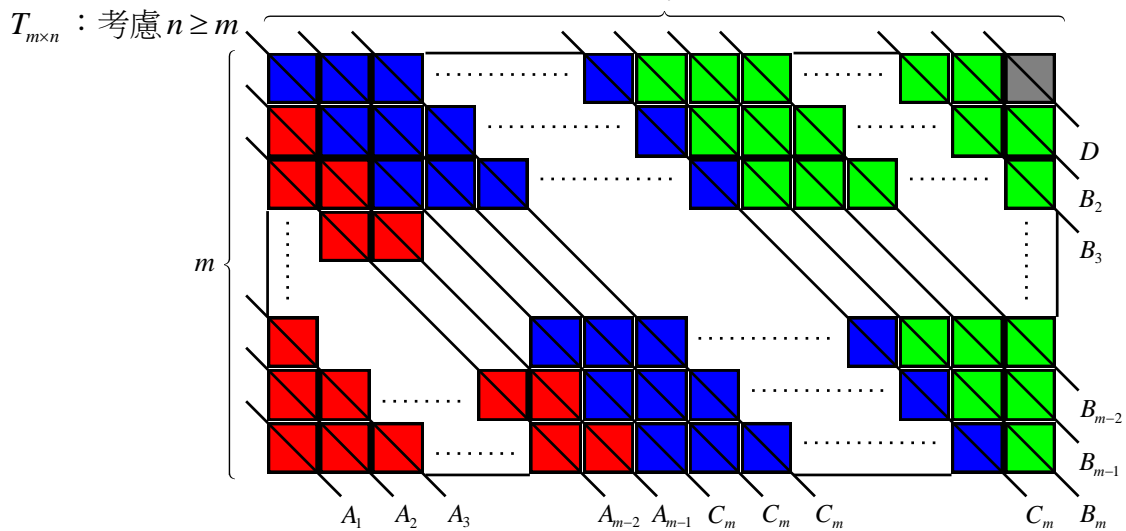 T_{m×n}：考慮 n ≥ m
D
B_2
B_3
m
B_{m-2}
B_{m-1}
A_1 A_2 A_3 A_{m-2} A_{m-1} C_m C_m C_m C_m B_m